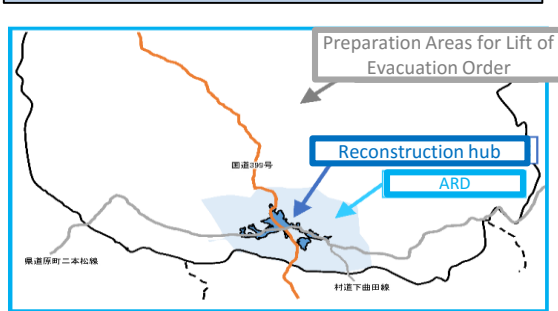 Preparation Areas for Lift of
Evacuation Order
国道399号
Reconstruction hub
ARD
県道原町二本松線
村道下曲田線